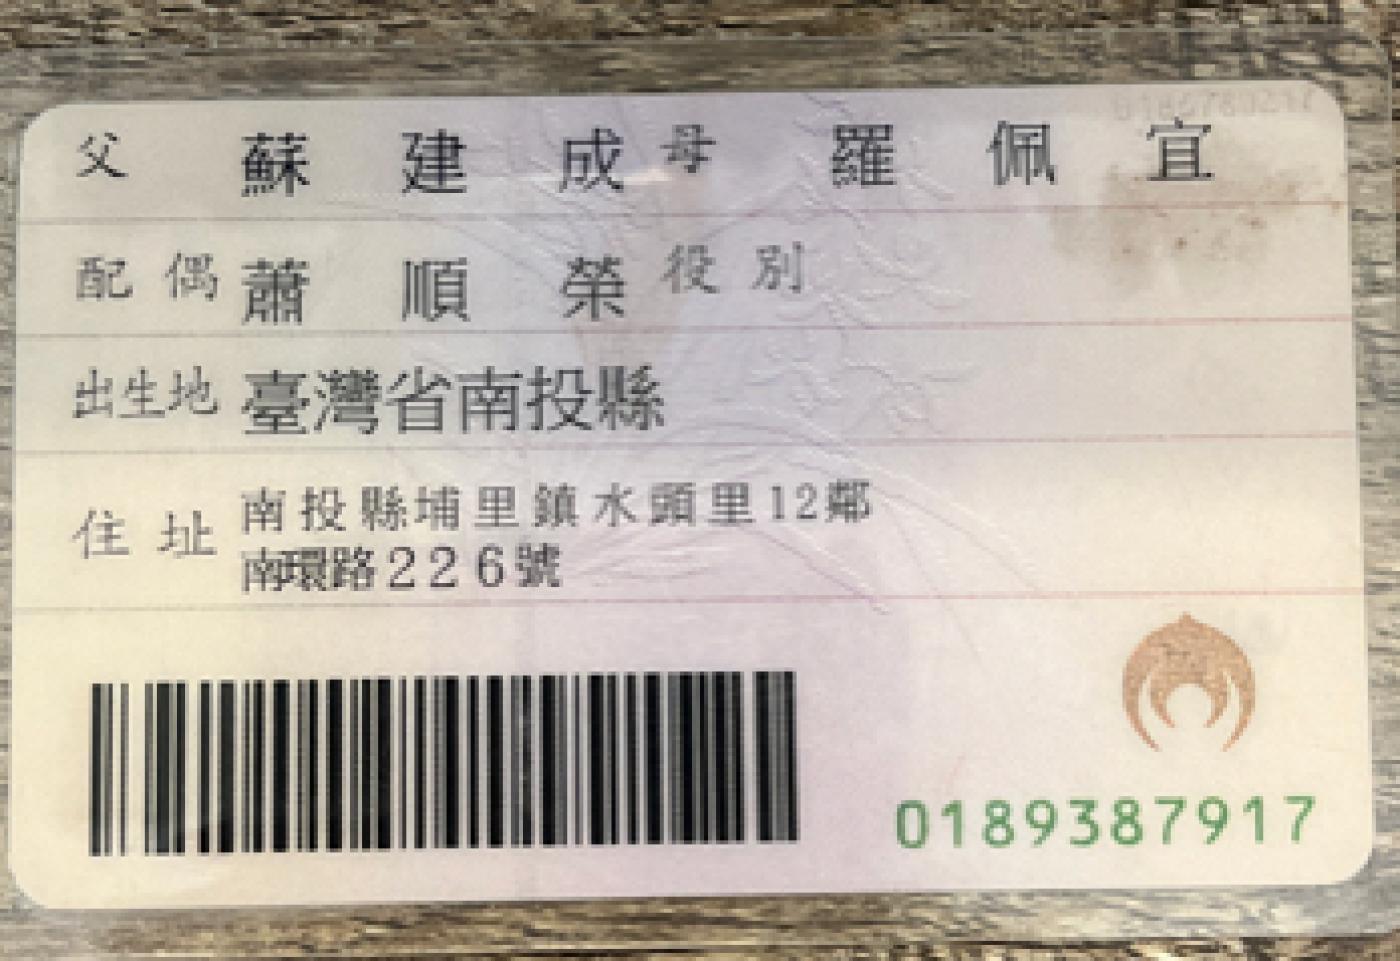 父 蘇建成 母 羅佩宜
配偶 蕭順榮 役別
出生地 臺灣省南投縣
住址 南投縣埔里鎮水頭里12鄰
南環路226號
0189387917